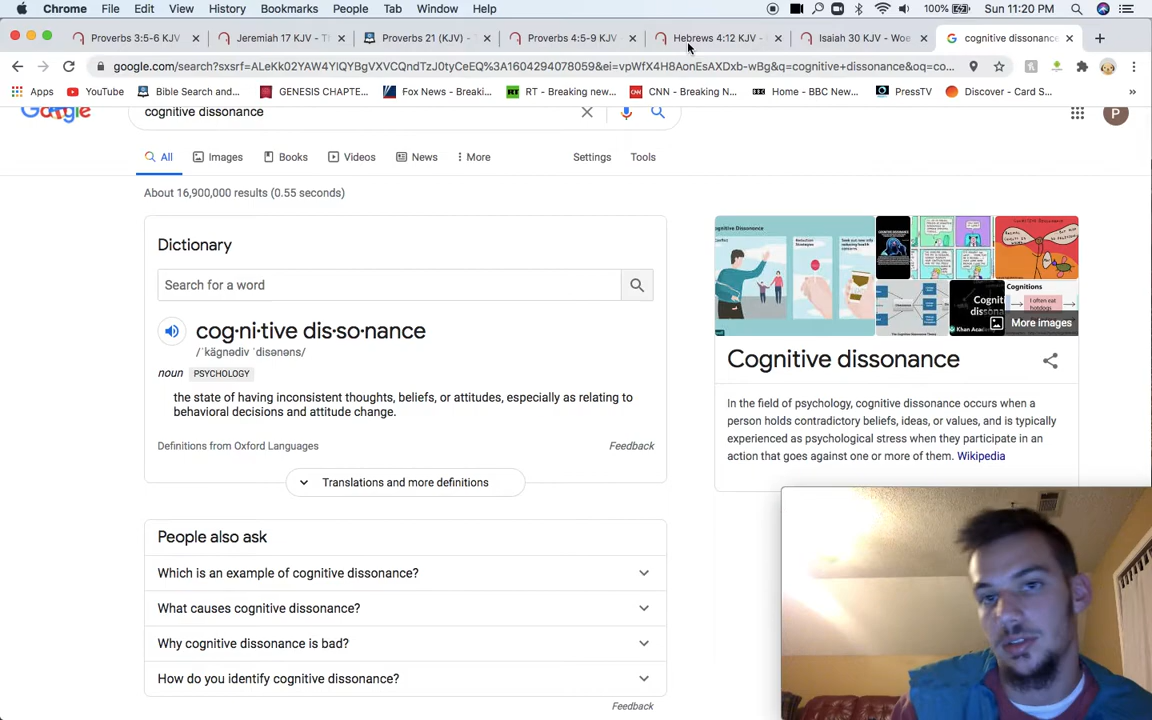 Chrome File Edit View History Bookmarks People Tab Window Help 100% Sun 11:20 PM
Proverbs 3:5-6 KJV Jeremiah 17 KJV - T Proverbs 21 (KJV) - Proverbs 4:5-9 KJV Hebrews 4:12 KJV - Isaiah 30 KJV - Woe cognitive dissonance
google.com/search?sxsrf=ALeKk02YAW4YlQYBgVXVCQndTzJ0tyCeEQ%3A1604294078059&ei=vpWfX4H8AonEsAXDxb-wBg&q=cognitive+dissonance&oq=co...
Apps YouTube Bible Search and... GENESIS CHAPTE... Fox News - Breaki... RT - Breaking new... CNN - Breaking N... Home - BBC New... PressTV Discover - Card S... »
cognitive dissonance
P
All Images Books Videos News More Settings Tools
About 16,900,000 results (0.55 seconds)
Dictionary
Search for a word
cog·ni·tive dis·so·nance
/ˈkäɡnədiv ˈdisənəns/
noun PSYCHOLOGY
the state of having inconsistent thoughts, beliefs, or attitudes, especially as relating to
behavioral decisions and attitude change.
Definitions from Oxford Languages Feedback
Translations and more definitions
People also ask
Which is an example of cognitive dissonance?
What causes cognitive dissonance?
Why cognitive dissonance is bad?
How do you identify cognitive dissonance?
Feedback
Cognitions
I often eat
More images
Cognitive dissonance
In the field of psychology, cognitive dissonance occurs when a
person holds contradictory beliefs, ideas, or values, and is typically
experienced as psychological stress when they participate in an
action that goes against one or more of them. Wikipedia